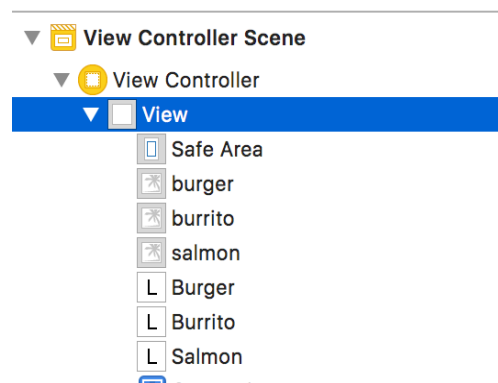 View Controller Scene
View Controller
View
Safe Area
burger
burrito
salmon
L Burger
L Burrito
L Salmon